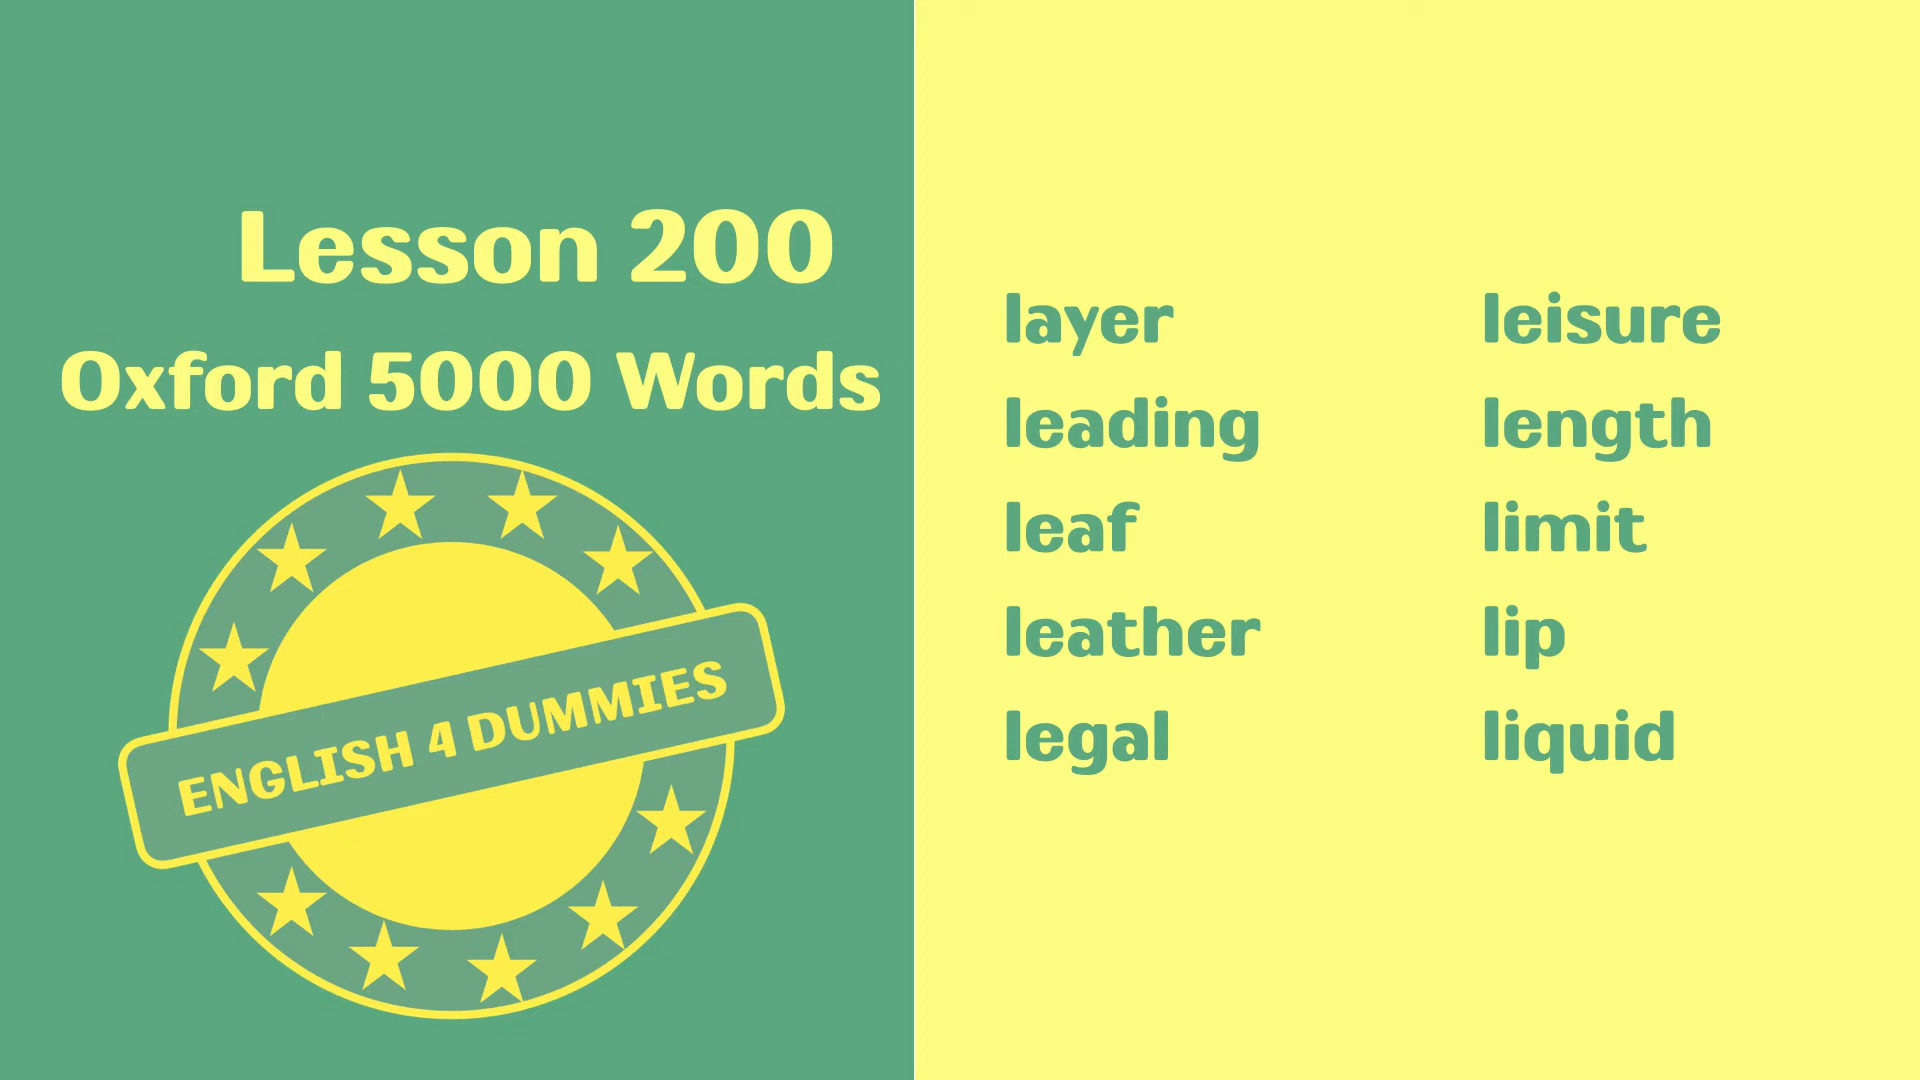 Lesson 200
Oxford 5000 Words
ENGLISH 4 DUMMIES
layer
leading
leaf
leather
legal
leisure
length
limit
lip
liquid